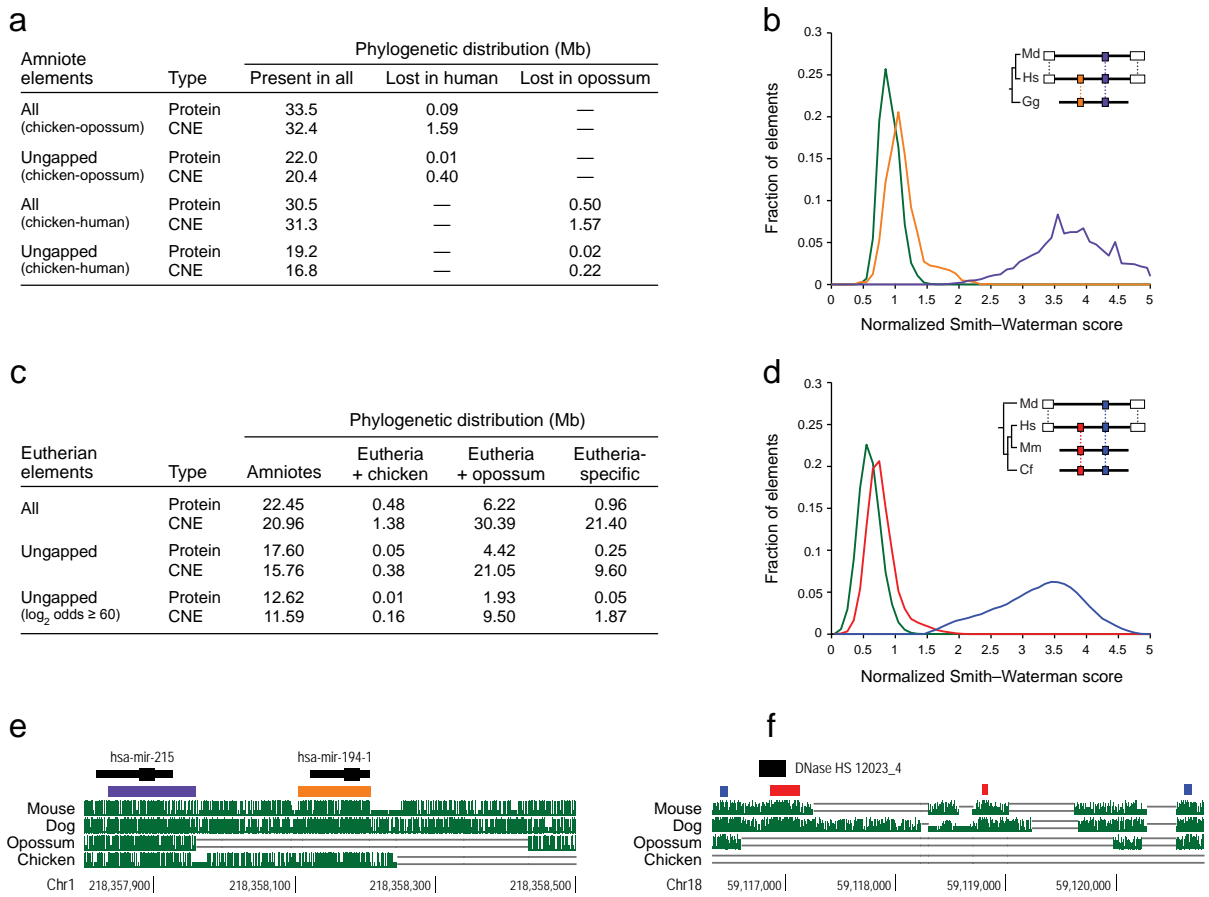 a
Phylogenetic distribution (Mb)
Amniote elements Type Present in all Lost in human Lost in opossum
All Protein 33.5 0.09 —
(chicken-opossum) CNE 32.4 1.59 —
Ungapped Protein 22.0 0.01 —
(chicken-opossum) CNE 20.4 0.40 —
All Protein 30.5 — 0.50
(chicken-human) CNE 31.3 — 1.57
Ungapped Protein 19.2 — 0.02
(chicken-human) CNE 16.8 — 0.22
b
0.3
0.25
0.2
0.15
0.1
0.05
0
Fraction of elements
Md
Hs
Gg
0 0.5 1 1.5 2 2.5 3 3.5 4 4.5 5
Normalized Smith–Waterman score
c
Phylogenetic distribution (Mb)
Eutherian elements Type Amniotes Eutheria + chicken Eutheria + opossum Eutheria-specific
All Protein 22.45 0.48 6.22 0.96
CNE 20.96 1.38 30.39 21.40
Ungapped Protein 17.60 0.05 4.42 0.25
CNE 15.76 0.38 21.05 9.60
Ungapped Protein 12.62 0.01 1.93 0.05
(log2 odds ≥ 60) CNE 11.59 0.16 9.50 1.87
d
0.3
0.25
0.2
0.15
0.1
0.05
0
Fraction of elements
Md
Hs
Mm
Cf
0 0.5 1 1.5 2 2.5 3 3.5 4 4.5 5
Normalized Smith–Waterman score
e
hsa-mir-215 hsa-mir-194-1
Mouse
Dog
Opossum
Chicken
Chr1 218,357,900 218,358,100 218,358,300 218,358,500
f
DNase HS 12023_4
Mouse
Dog
Opossum
Chicken
Chr18 59,117,000 59,118,000 59,119,000 59,120,000